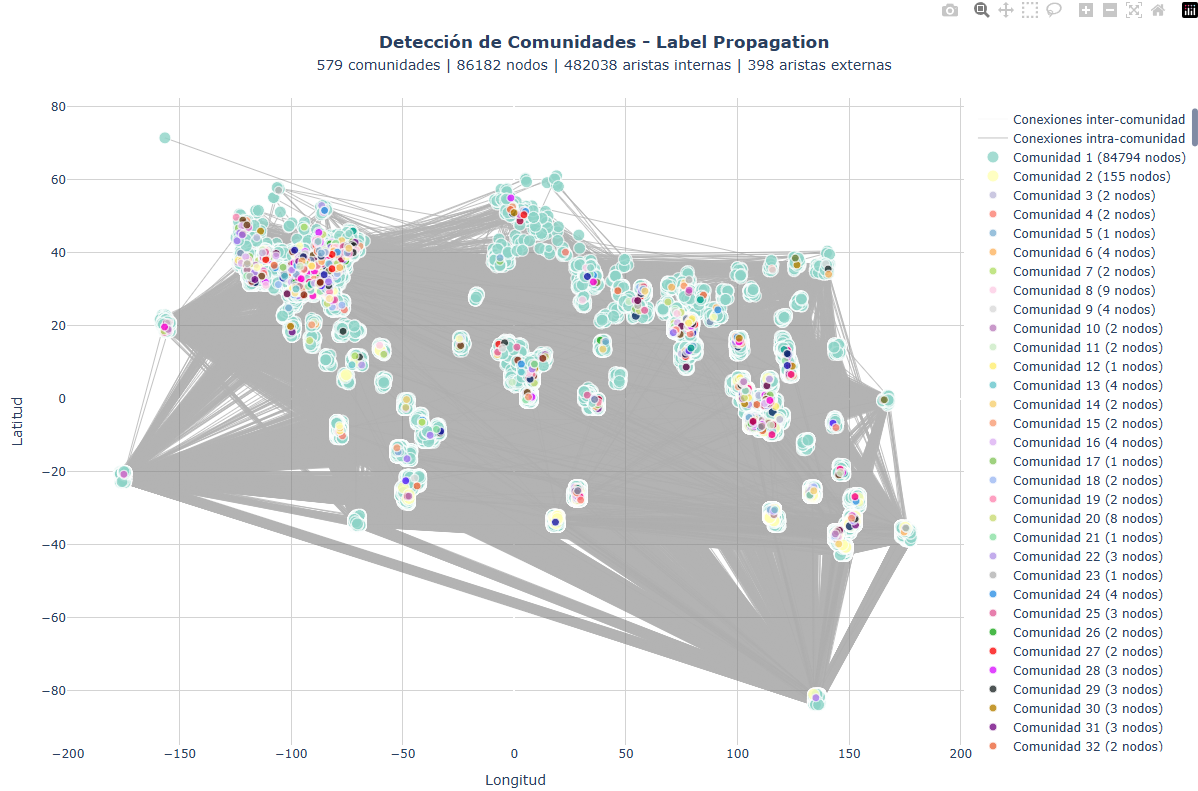 Detección de Comunidades - Label Propagation
579 comunidades | 86182 nodos | 482038 aristas internas | 398 aristas externas
80
60
40
20
0
−20
−40
−60
−80
Latitud
−200 −150 −100 −50 0 50 100 150 200
Longitud
Conexiones inter-comunidad
Conexiones intra-comunidad
Comunidad 1 (84794 nodos)
Comunidad 2 (155 nodos)
Comunidad 3 (2 nodos)
Comunidad 4 (2 nodos)
Comunidad 5 (1 nodos)
Comunidad 6 (4 nodos)
Comunidad 7 (2 nodos)
Comunidad 8 (9 nodos)
Comunidad 9 (4 nodos)
Comunidad 10 (2 nodos)
Comunidad 11 (2 nodos)
Comunidad 12 (1 nodos)
Comunidad 13 (4 nodos)
Comunidad 14 (2 nodos)
Comunidad 15 (2 nodos)
Comunidad 16 (4 nodos)
Comunidad 17 (1 nodos)
Comunidad 18 (2 nodos)
Comunidad 19 (2 nodos)
Comunidad 20 (8 nodos)
Comunidad 21 (1 nodos)
Comunidad 22 (3 nodos)
Comunidad 23 (1 nodos)
Comunidad 24 (4 nodos)
Comunidad 25 (3 nodos)
Comunidad 26 (2 nodos)
Comunidad 27 (2 nodos)
Comunidad 28 (3 nodos)
Comunidad 29 (3 nodos)
Comunidad 30 (3 nodos)
Comunidad 31 (3 nodos)
Comunidad 32 (2 nodos)